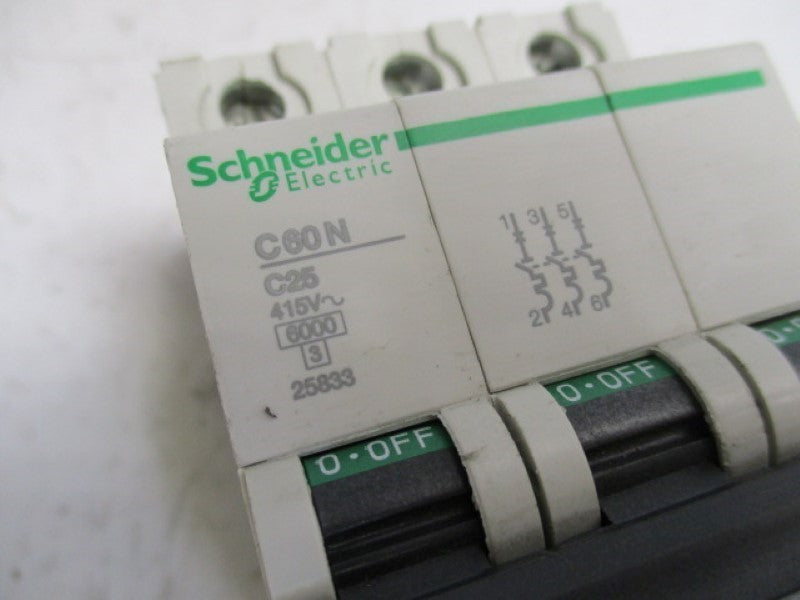 Schneider
Electric
C60N
C25
415V~
6000
3
25833
1 3 5
2 4 6
O·OFF
O·OFF
O·OFF